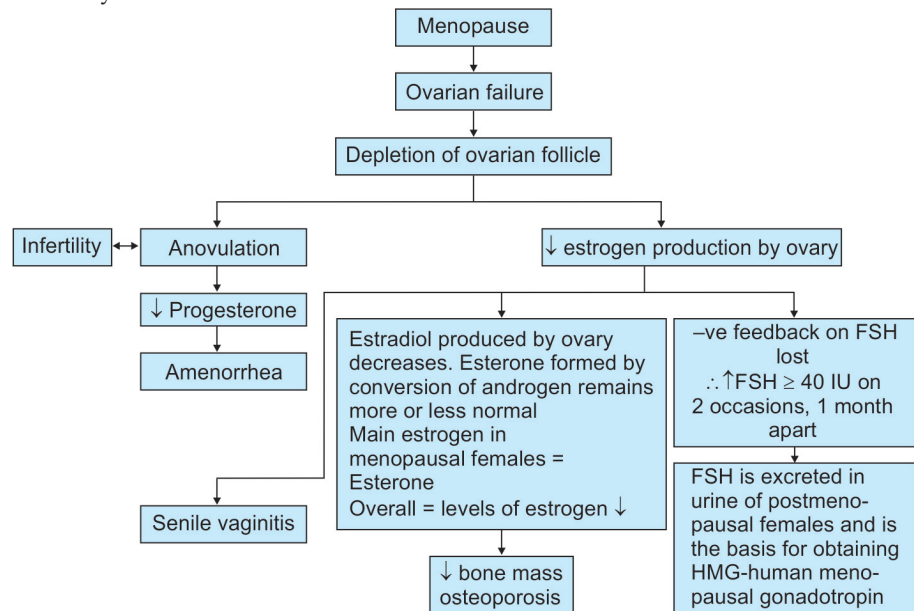 Menopause
Ovarian failure
Depletion of ovarian follicle
Infertility
Anovulation
↓ estrogen production by ovary
↓ Progesterone
Amenorrhea
Senile vaginitis
Estradiol produced by ovary
decreases. Esterone formed by
conversion of androgen remains
more or less normal
Main estrogen in
menopausal females =
Esterone
Overall = levels of estrogen ↓
↓ bone mass
osteoporosis
–ve feedback on FSH
lost
∴ ↑FSH ≥ 40 IU on
2 occasions, 1 month
apart
FSH is excreted in
urine of postmeno-
pausal females and is
the basis for obtaining
HMG-human meno-
pausal gonadotropin